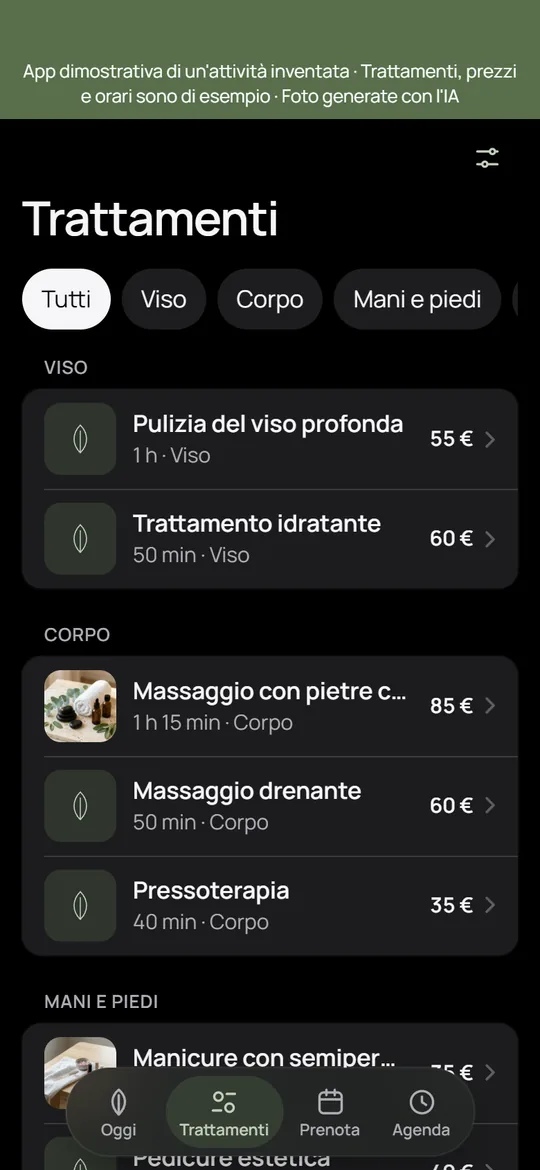 App dimostrativa di un'attività inventata · Trattamenti, prezzi
e orari sono di esempio · Foto generate con l'IA
Trattamenti
Tutti
Viso
Corpo
Mani e piedi
VISO
Pulizia del viso profonda
1 h · Viso
55 €
Trattamento idratante
50 min · Viso
60 €
CORPO
Massaggio con pietre c...
1 h 15 min · Corpo
85 €
Massaggio drenante
50 min · Corpo
60 €
Pressoterapia
40 min · Corpo
35 €
MANI E PIEDI
Manicure con semiper...
Oggi
Trattamenti
Prenota
Agenda
Pedicure estetica